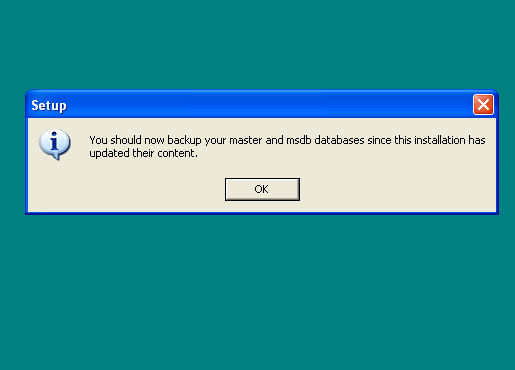 Setup
You should now backup your master and msdb databases since this installation has
updated their content.
OK